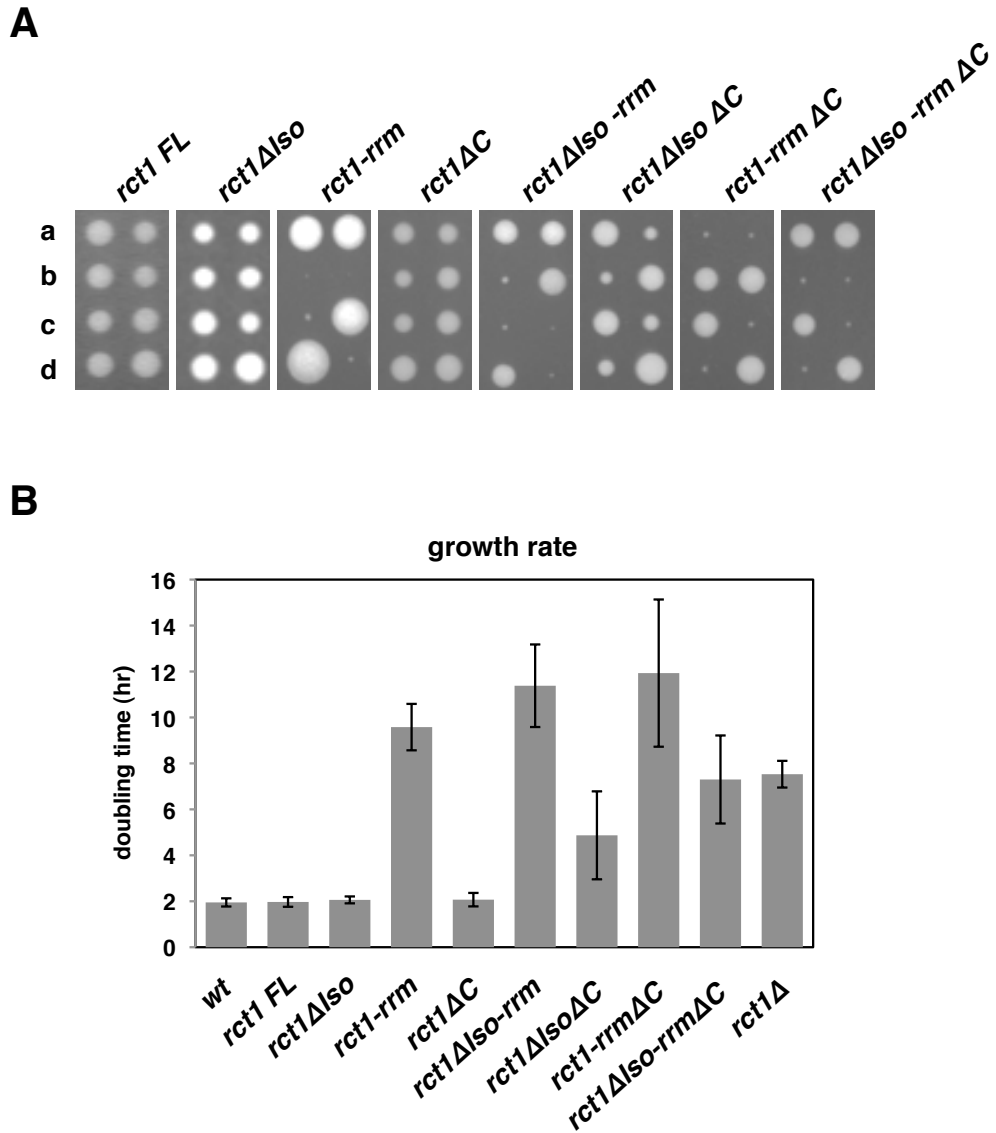 A
rct1 FL
rct1ΔIso
rct1-rrm
rct1ΔC
rct1ΔIso -rrm
rct1ΔIso ΔC
rct1-rrm ΔC
rct1ΔIso -rrm ΔC
a
b
c
d
B
growth rate
doubling time (hr)
16
14
12
10
8
6
4
2
0
wt
rct1 FL
rct1ΔIso
rct1-rrm
rct1ΔC
rct1ΔIso-rrm
rct1ΔIsoΔC
rct1-rrmΔC
rct1ΔIso-rrmΔC
rct1Δ